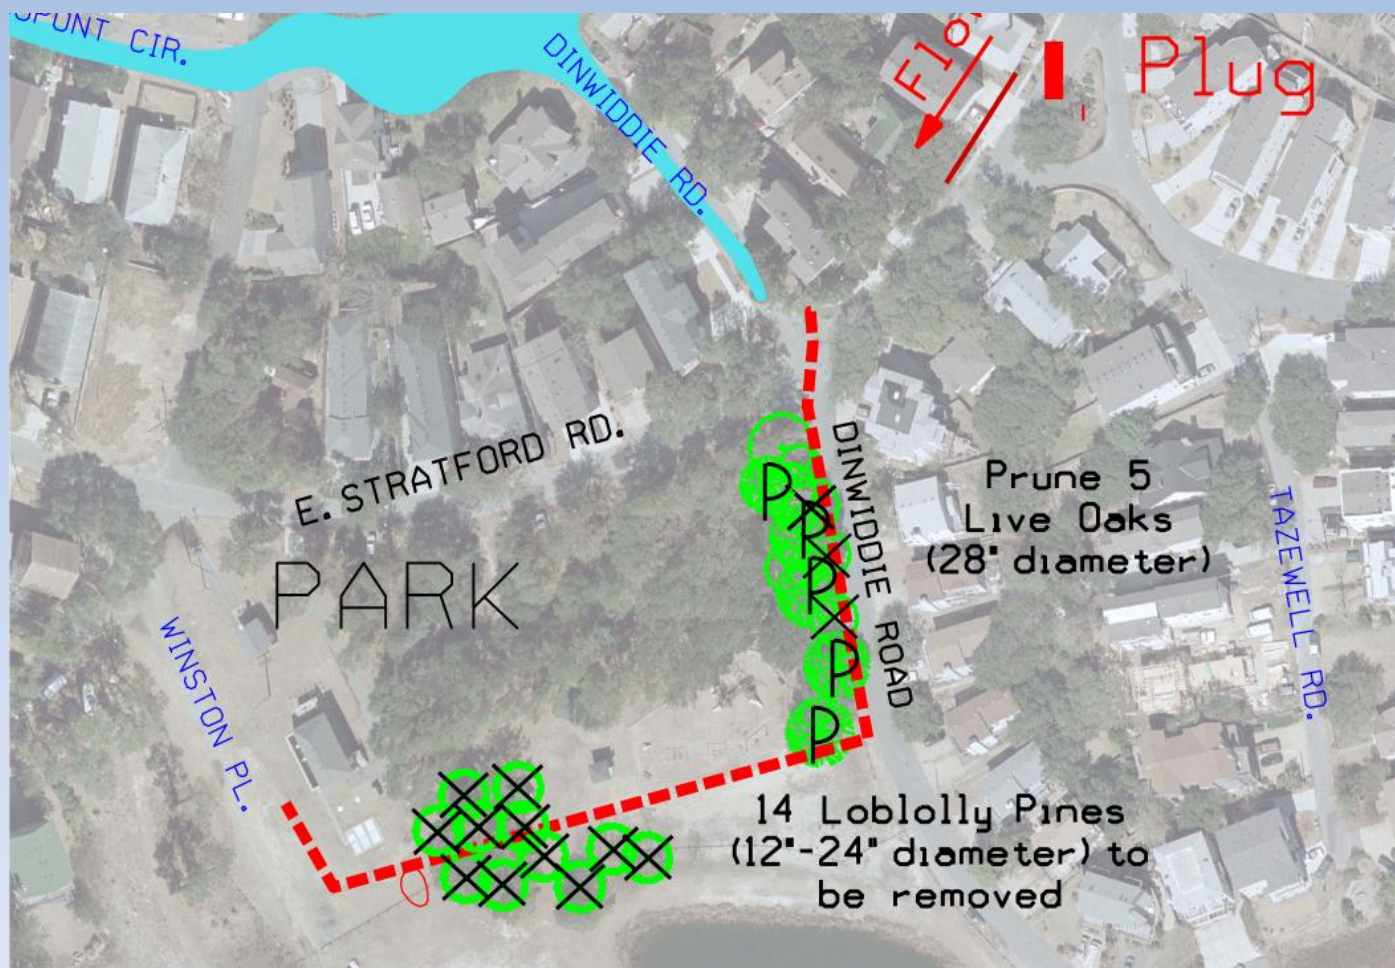 CIR.
DINWIDDIE RD.
Plug
E. STRATFORD RD.
DINWIDDIE ROAD
Prune 5
Live Oaks
(28" diameter)
TAZEWELL RD.
PARK
P
P
P
P
P
WINSTON PL.
14 Loblolly Pines
(12"-24" diameter) to
be removed